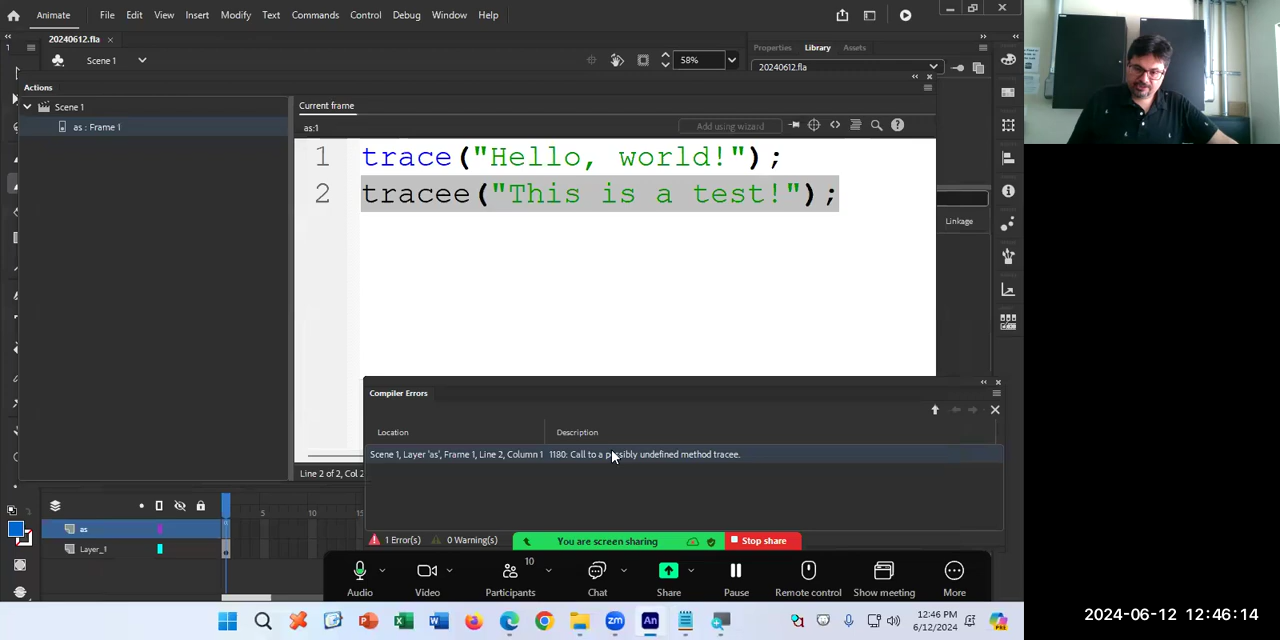 Animate File Edit View Insert Modify Text Commands Control Debug Window Help
20240612.fla
Scene 1 58%
Properties Library Assets
20240612.fla
Actions
Scene 1
as : Frame 1
Current frame
as:1 Add using wizard
1 trace("Hello, world!");
2 tracee("This is a test!");
Linkage
Compiler Errors
Location Description
Scene 1, Layer 'as', Frame 1, Line 2, Column 1 1180: Call to a possibly undefined method tracee.
Line 2 of 2, Col 2
5 10 15
as
Layer_1
1 Error(s) 0 Warning(s)
You are screen sharing Stop share
10
Audio Video Participants Chat Share Pause Remote control Show meeting More
12:46 PM
6/12/2024
2024-06-12 12:46:14